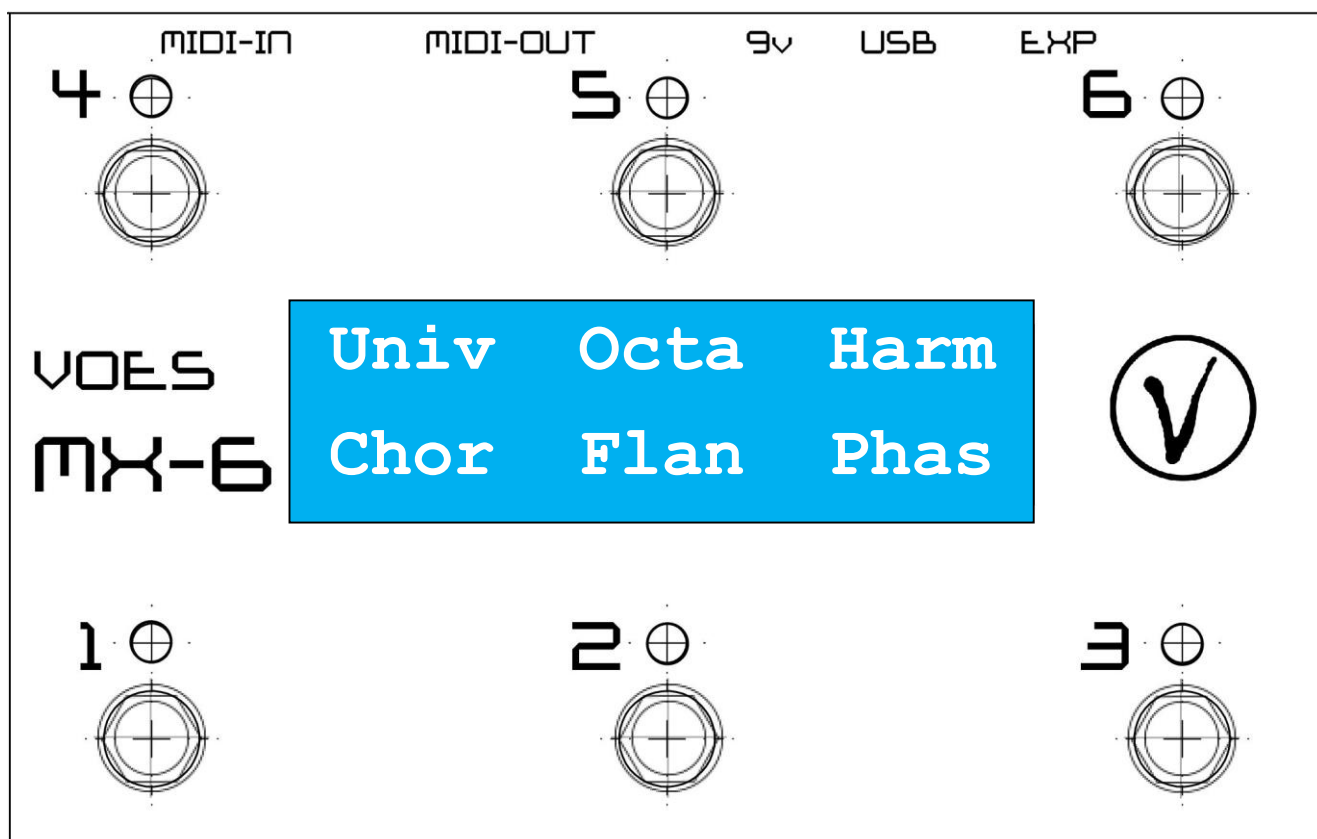 MIDI-IN MIDI-OUT 9v USB EXP
4 5 6
Univ Octa Harm
VOES
MX-6
Chor Flan Phas
V
1 2 3